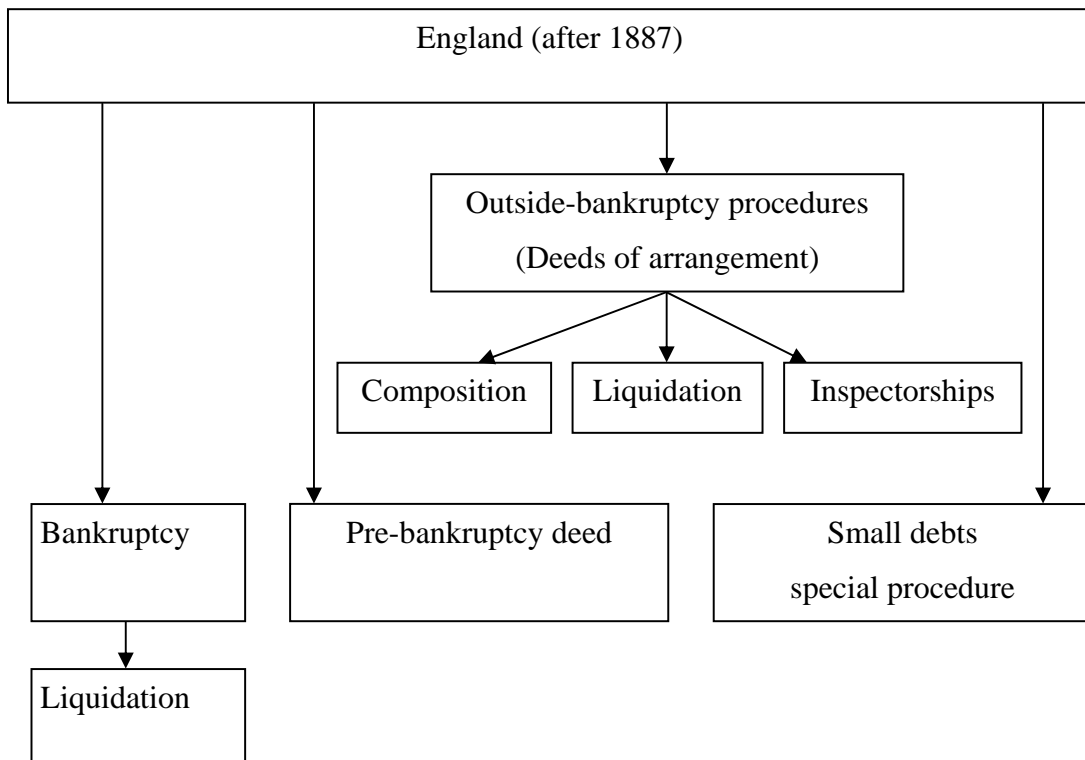 England (after 1887)
Outside-bankruptcy procedures
(Deeds of arrangement)
Composition
Liquidation
Inspectorships
Bankruptcy
Pre-bankruptcy deed
Small debts
special procedure
Liquidation